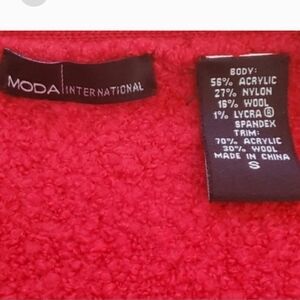 MODA INTERNATIONAL
BODY:
56% ACRYLIC
27% NYLON
16% WOOL
1% LYCRA ®
SPANDEX
TRIM:
70% ACRYLIC
30% WOOL
MADE IN CHINA
S